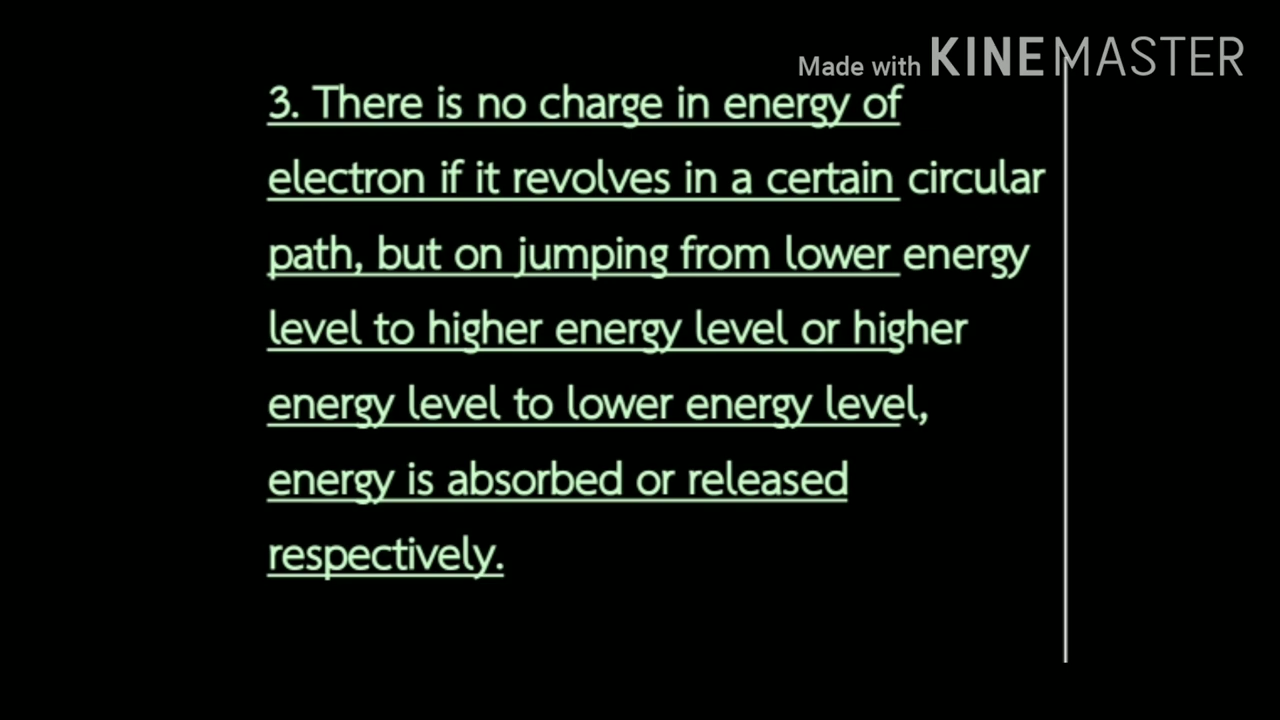 Made with KINEMASTER
3. There is no charge in energy of
electron if it revolves in a certain circular
path, but on jumping from lower energy
level to higher energy level or higher
energy level to lower energy level,
energy is absorbed or released
respectively.